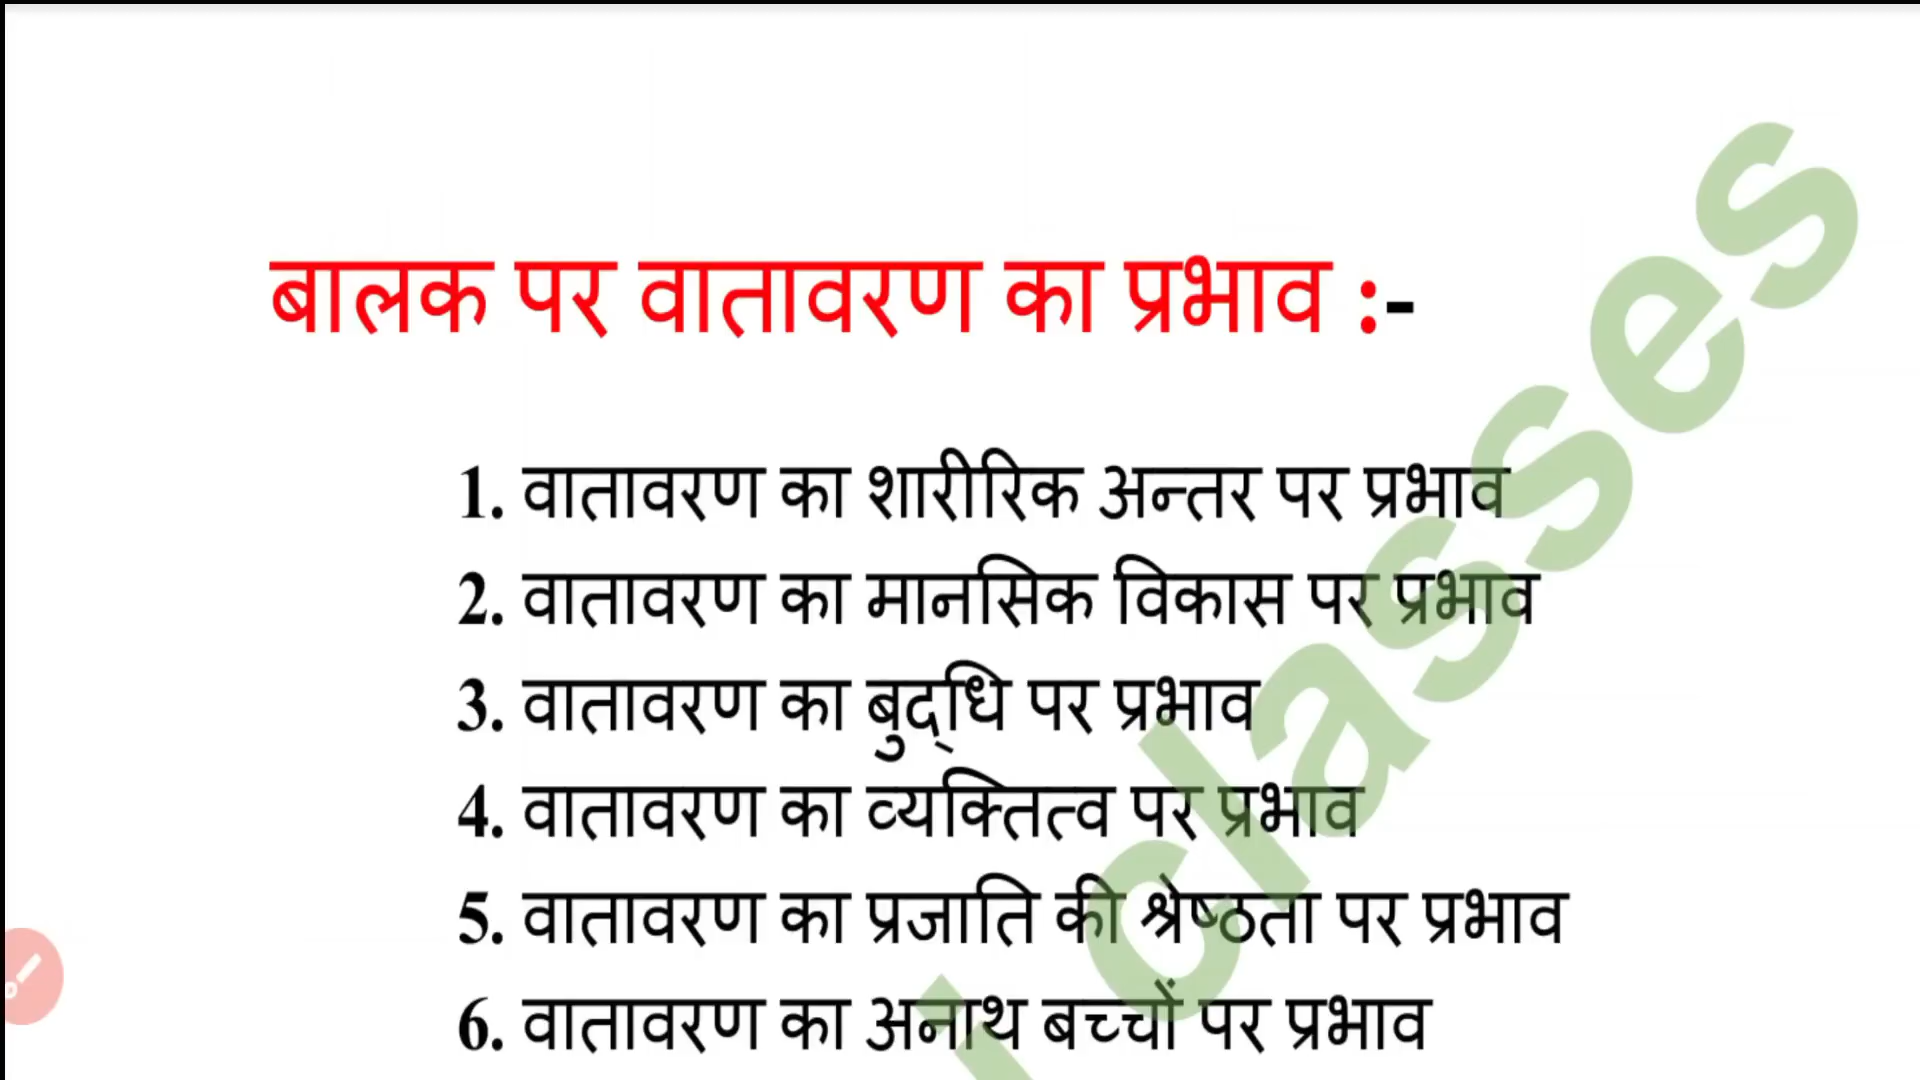 बालक पर वातावरण का प्रभाव :-
1. वातावरण का शारीरिक अन्तर पर प्रभाव
2. वातावरण का मानसिक विकास पर प्रभाव
3. वातावरण का बुद्‌धि पर प्रभाव
4. वातावरण का व्यक्तित्व पर प्रभाव
5. वातावरण का प्रजाति की श्रेष्ठता पर प्रभाव
6. वातावरण का अनाथ बच्चों पर प्रभाव
classes